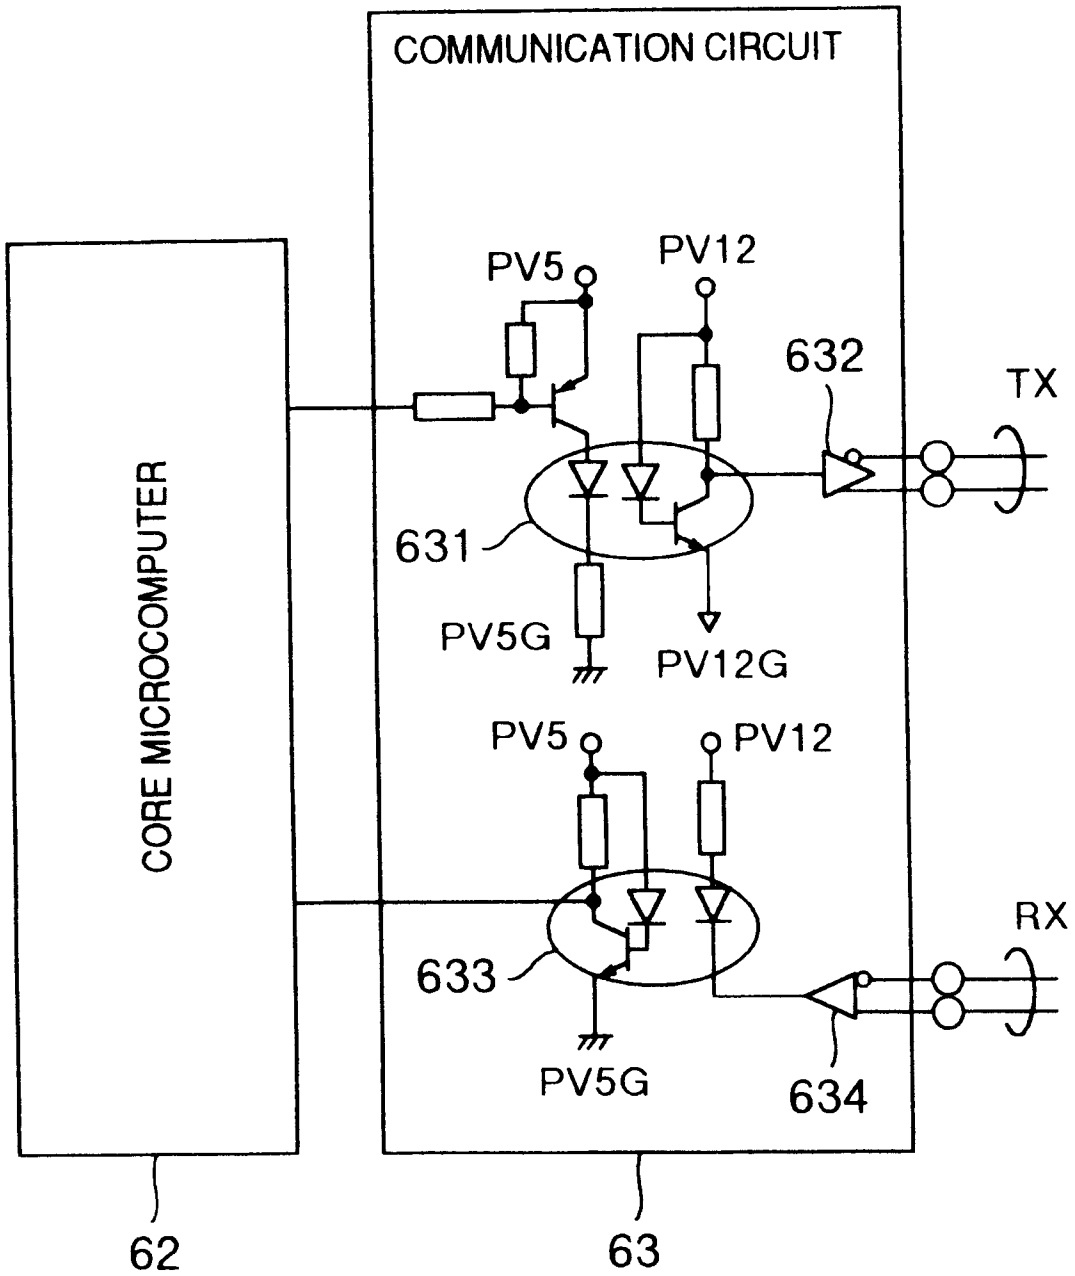 COMMUNICATION CIRCUIT
PV5
PV12
632
TX
631
PV5G
PV12G
CORE MICROCOMPUTER
PV5
PV12
RX
633
PV5G
634
62
63